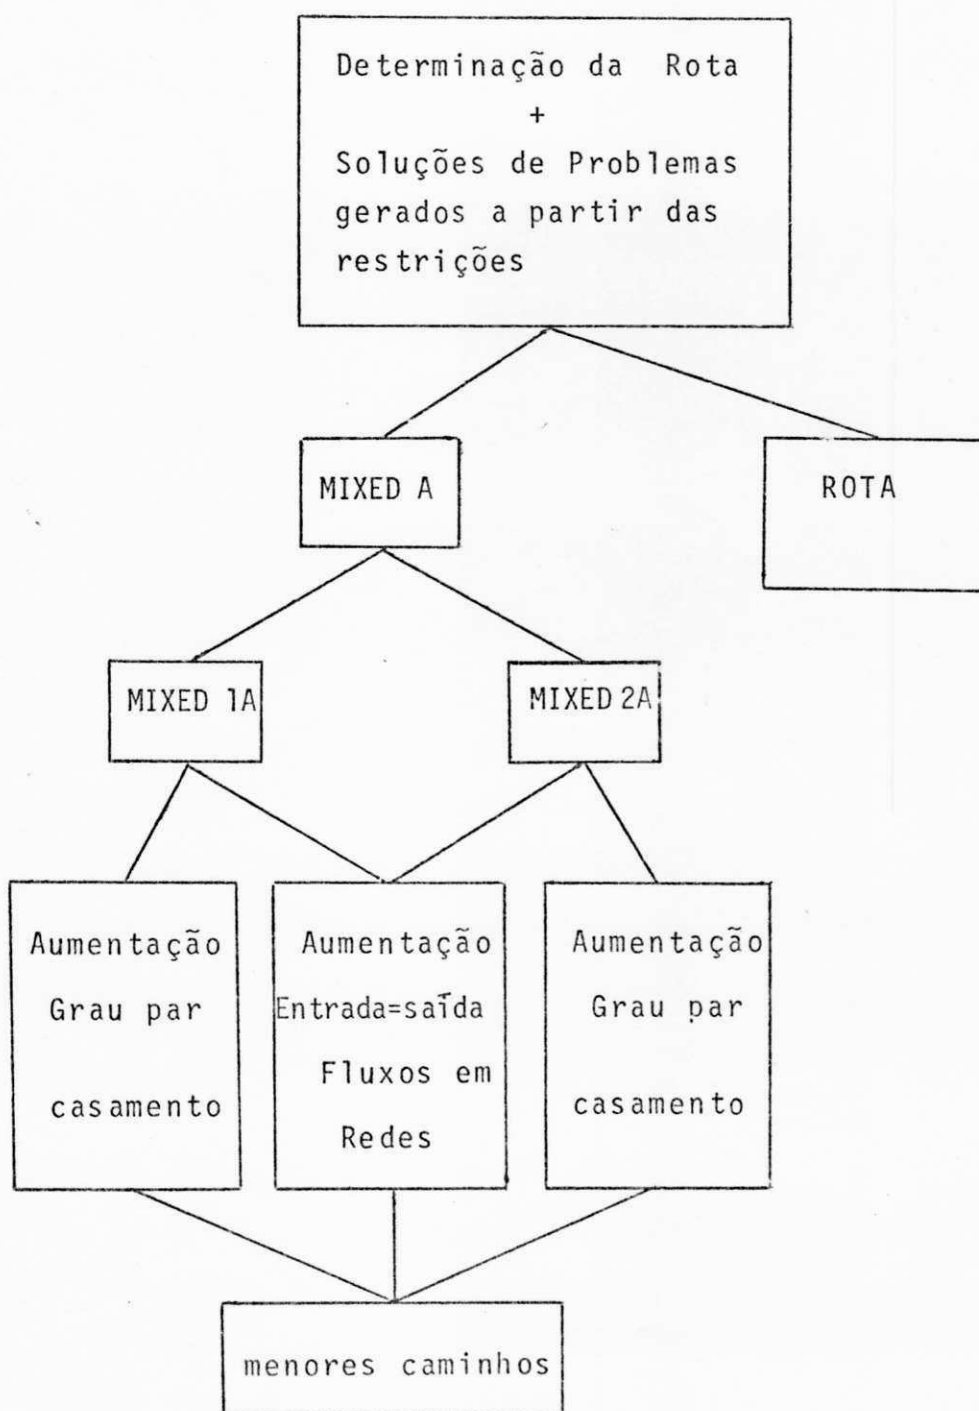 Determinação da Rota
+
Soluções de Problemas
gerados a partir das
restrições
MIXED A
ROTA
MIXED 1A
MIXED 2A
Aumentação
Grau par
casamento
Aumentação
Entrada=saída
Fluxos em
Redes
Aumentação
Grau par
casamento
menores caminhos